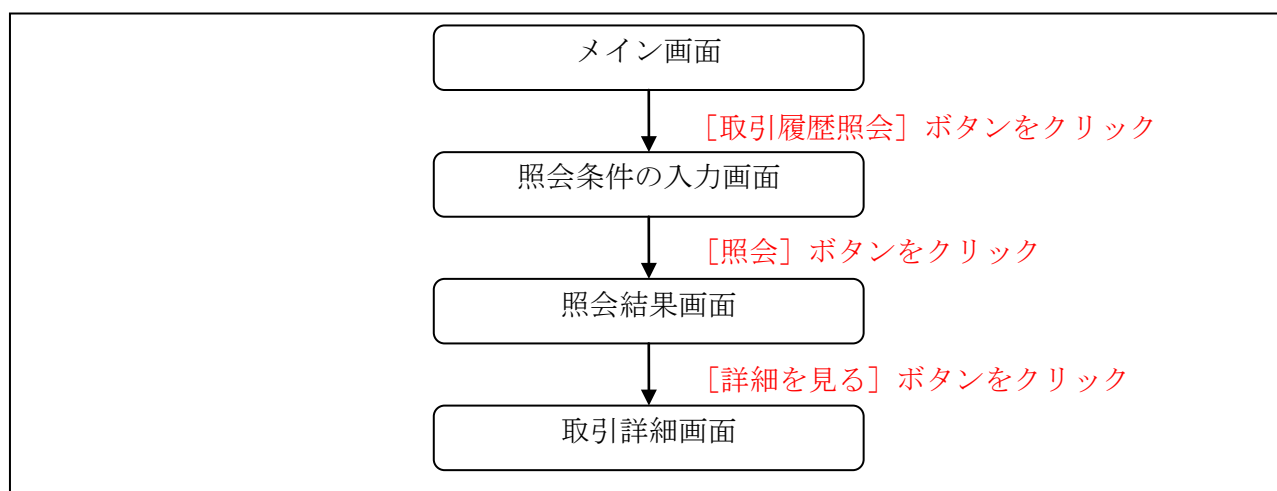 メイン画面
［取引履歴照会］ボタンをクリック
照会条件の入力画面
［照会］ボタンをクリック
照会結果画面
［詳細を見る］ボタンをクリック
取引詳細画面